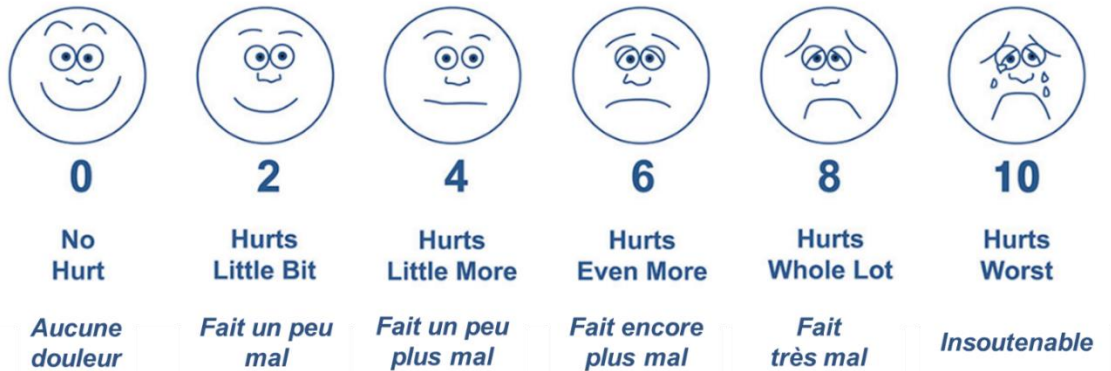 0 2 4 6 8 10
No Hurt
Hurts Little Bit
Hurts Little More
Hurts Even More
Hurts Whole Lot
Hurts Worst
Aucune douleur
Fait un peu mal
Fait un peu plus mal
Fait encore plus mal
Fait très mal
Insoutenable